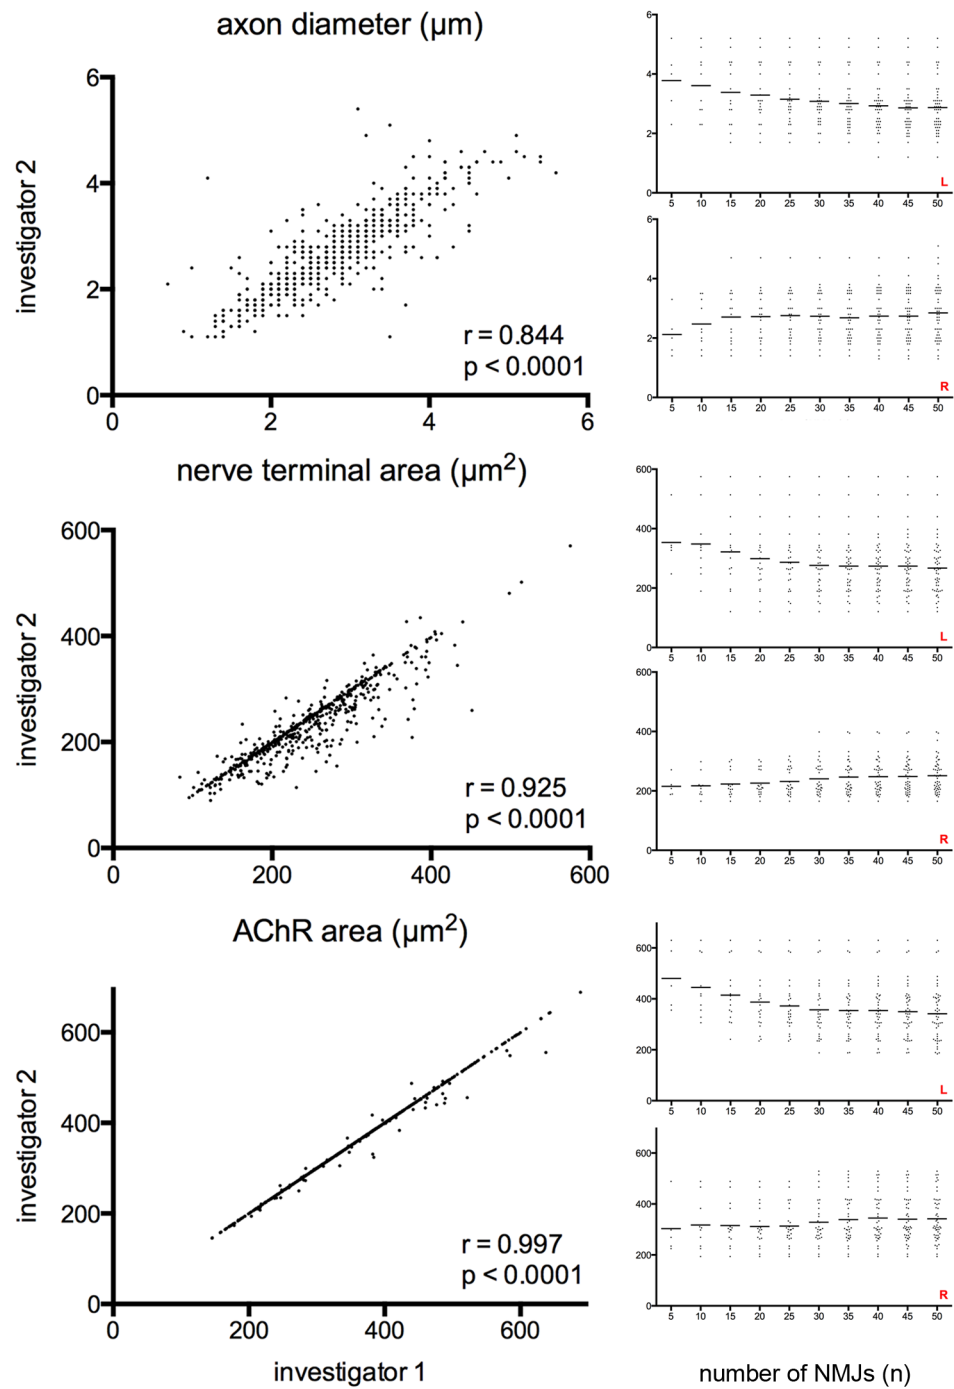 axon diameter (µm)
investigator 2
6
4
2
0
0 2 4 6
r = 0.844
p < 0.0001
6
4
2
0
5 10 15 20 25 30 35 40 45 50
L
6
4
2
0
5 10 15 20 25 30 35 40 45 50
R
nerve terminal area (µm²)
investigator 2
600
400
200
0
0 200 400 600
r = 0.925
p < 0.0001
600
400
200
0
5 10 15 20 25 30 35 40 45 50
L
600
400
200
0
5 10 15 20 25 30 35 40 45 50
R
AChR area (µm²)
investigator 2
600
400
200
0
0 200 400 600
r = 0.997
p < 0.0001
investigator 1
600
400
200
0
5 10 15 20 25 30 35 40 45 50
L
600
400
200
0
5 10 15 20 25 30 35 40 45 50
R
number of NMJs (n)